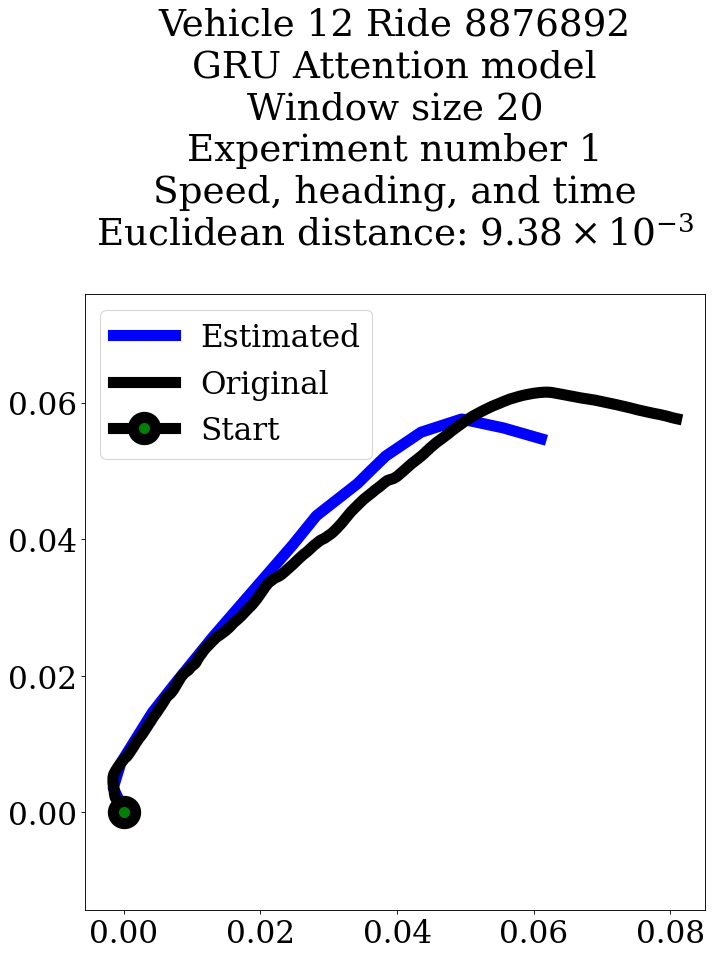 Vehicle 12 Ride 8876892
GRU Attention model
Window size 20
Experiment number 1
Speed, heading, and time
Euclidean distance: 9.38 × 10⁻³
Estimated
Original
Start
0.06
0.04
0.02
0.00
0.00 0.02 0.04 0.06 0.08